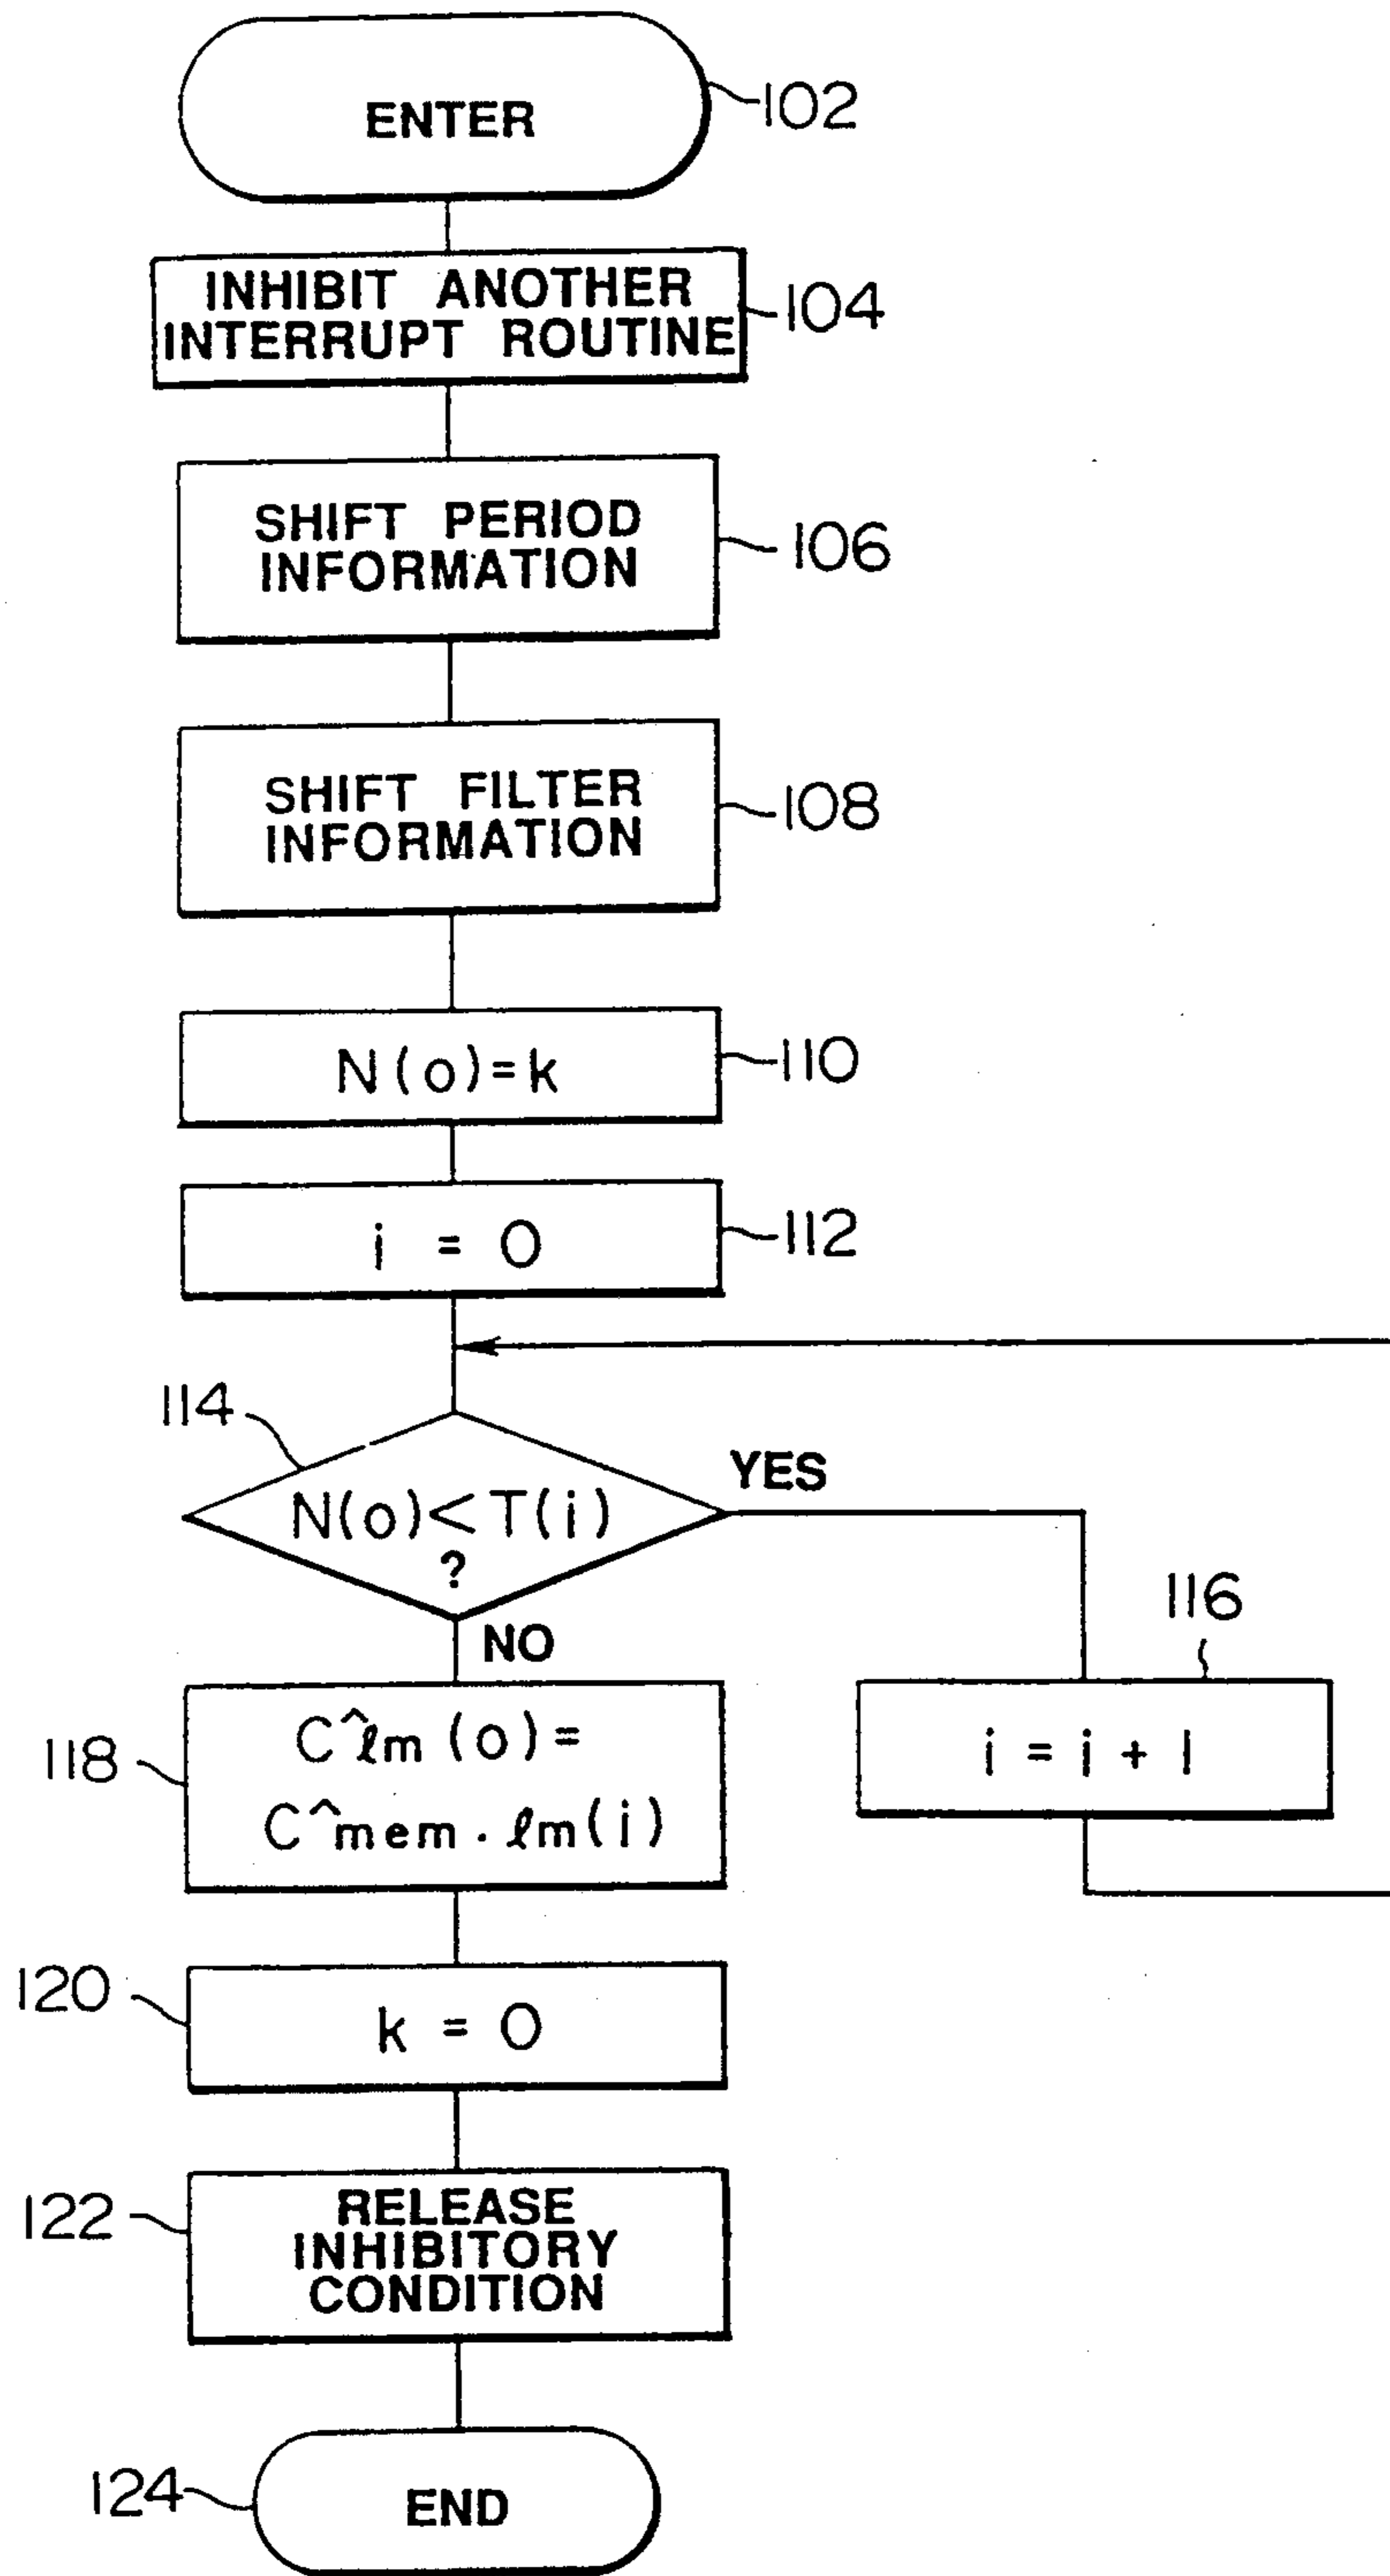 ENTER
102
INHIBIT ANOTHER
INTERRUPT ROUTINE
104
SHIFT PERIOD
INFORMATION
106
SHIFT FILTER
INFORMATION
108
N(o)=k
110
i = 0
112
114
N(o)<T(i)
?
YES
NO
116
i = i + 1
118
C^ℓm(o)=
C^mem.ℓm(i)
120
k = 0
122
RELEASE
INHIBITORY
CONDITION
124
END